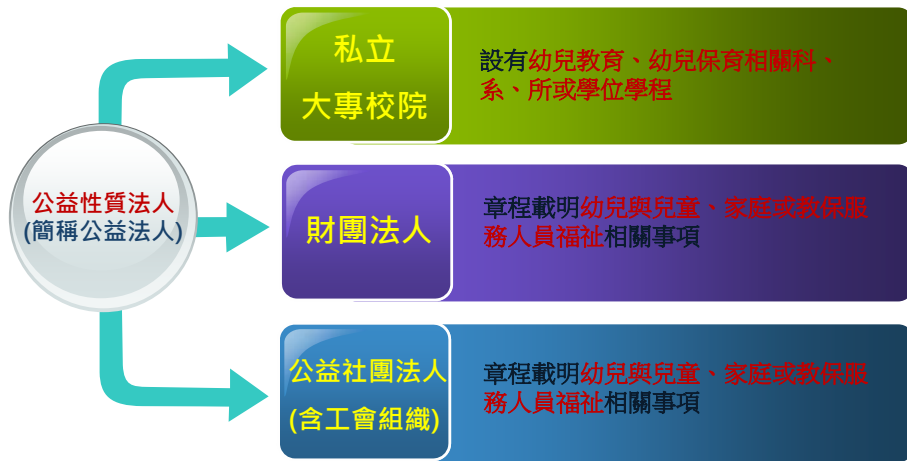 公益性質法人
(簡稱公益法人)
私立
大專校院
設有幼兒教育、幼兒保育相關科、
系、所或學位學程
財團法人
章程載明幼兒與兒童、家庭或教保服
務人員福祉相關事項
公益社團法人
(含工會組織)
章程載明幼兒與兒童、家庭或教保服
務人員福祉相關事項